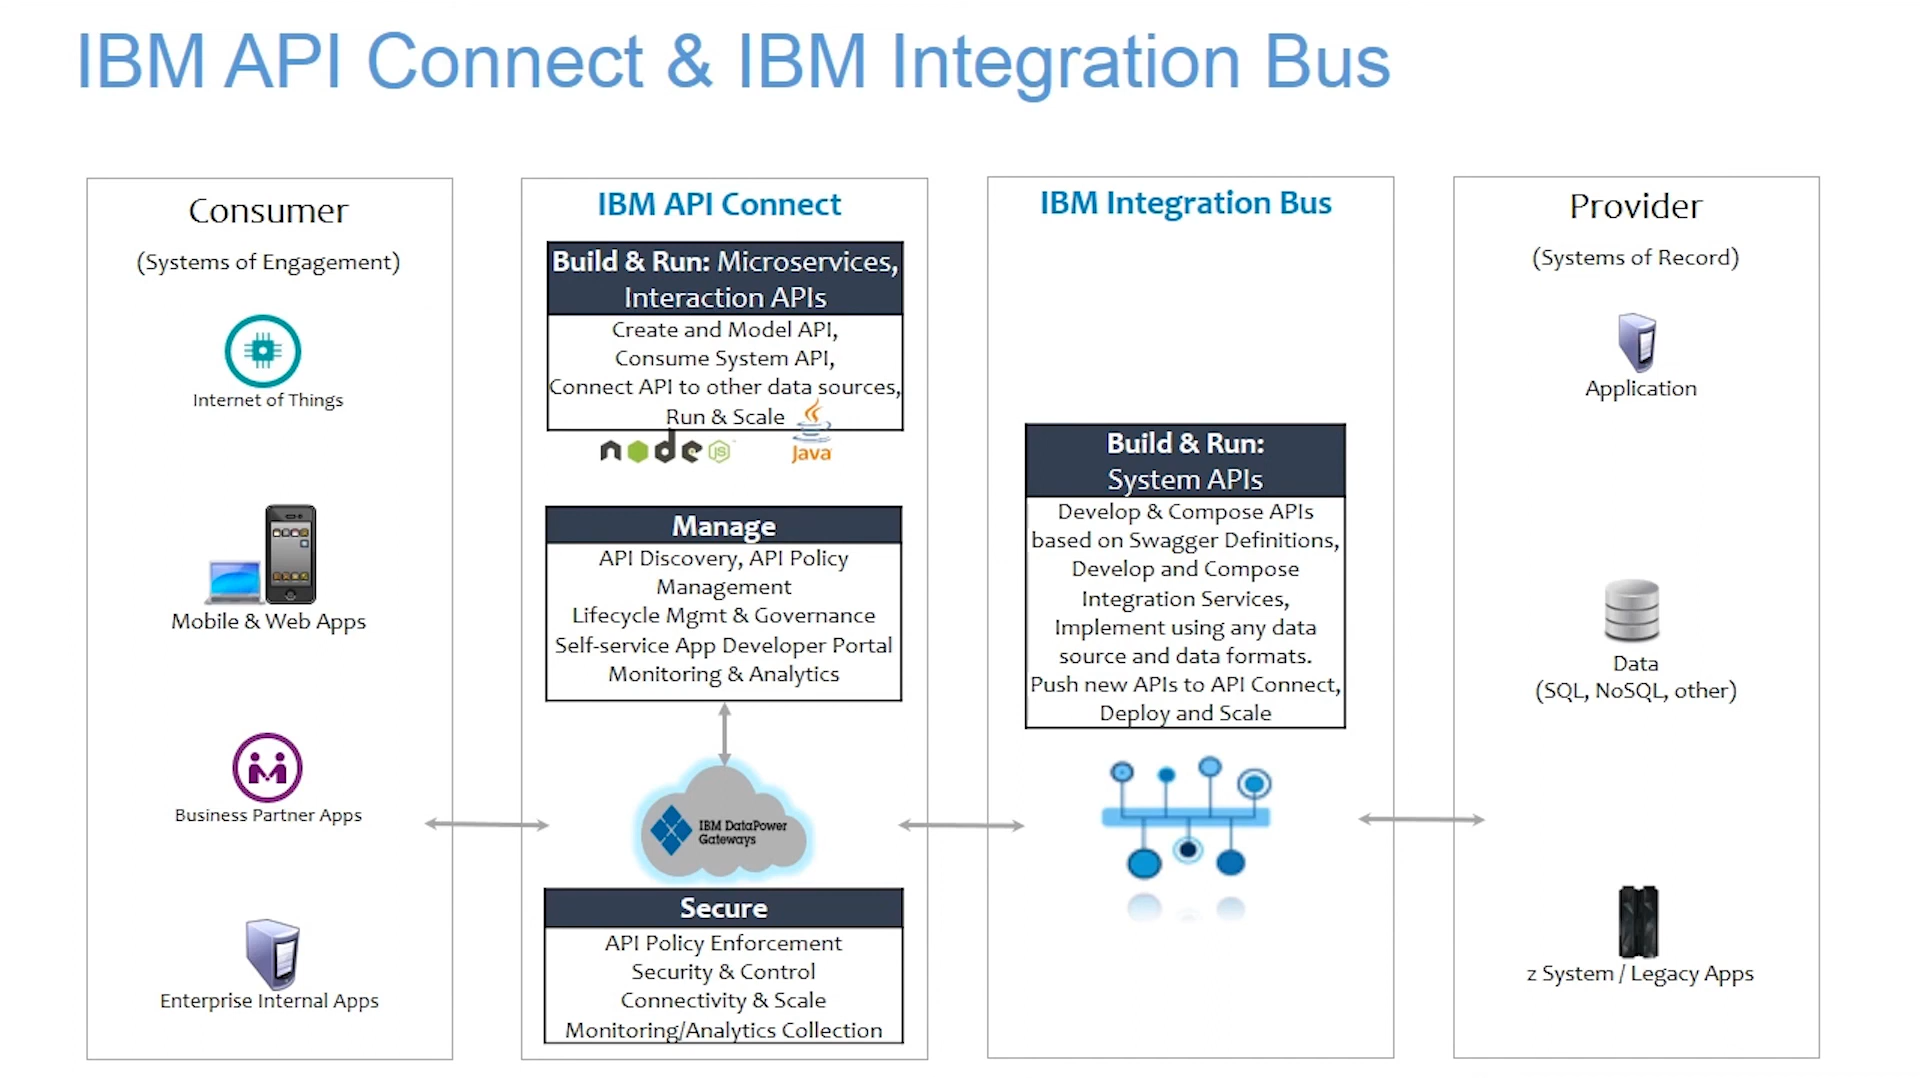 IBM API Connect & IBM Integration Bus
Consumer
(Systems of Engagement)
Internet of Things
Mobile & Web Apps
Business Partner Apps
Enterprise Internal Apps
IBM API Connect
Build & Run: Microservices,
Interaction APIs
Create and Model API,
Consume System API,
Connect API to other data sources,
Run & Scale
node JS
Java
Manage
API Discovery, API Policy
Management
Lifecycle Mgmt & Governance
Self-service App Developer Portal
Monitoring & Analytics
IBM DataPower
Gateways
Secure
API Policy Enforcement
Security & Control
Connectivity & Scale
Monitoring/Analytics Collection
IBM Integration Bus
Build & Run:
System APIs
Develop & Compose APIs
based on Swagger Definitions,
Develop and Compose
Integration Services,
Implement using any data
source and data formats.
Push new APIs to API Connect,
Deploy and Scale
Provider
(Systems of Record)
Application
Data
(SQL, NoSQL, other)
z System / Legacy Apps